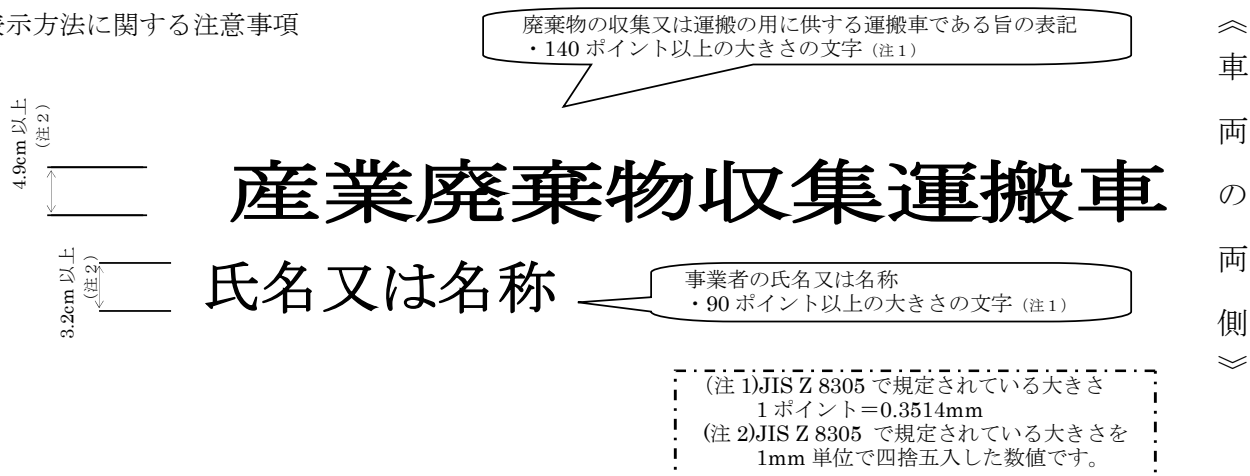 表示方法に関する注意事項
廃棄物の収集又は運搬の用に供する運搬車である旨の表記
・140 ポイント以上の大きさの文字（注１）
《車両の両側》
4.9cm 以上
（注２）
産業廃棄物収集運搬車
3.2cm 以上
（注２）
氏名又は名称
事業者の氏名又は名称
・90 ポイント以上の大きさの文字（注１）
(注 1)JIS Z 8305 で規定されている大きさ
1 ポイント＝0.3514mm
(注 2)JIS Z 8305 で規定されている大きさを
1mm 単位で四捨五入した数値です。